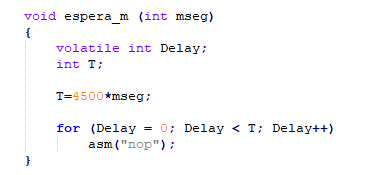 void espera_m (int mseg)
{
    volatile int Delay;
    int T;

    T=4500*mseg;

    for (Delay = 0; Delay < T; Delay++)
        asm("nop");
}